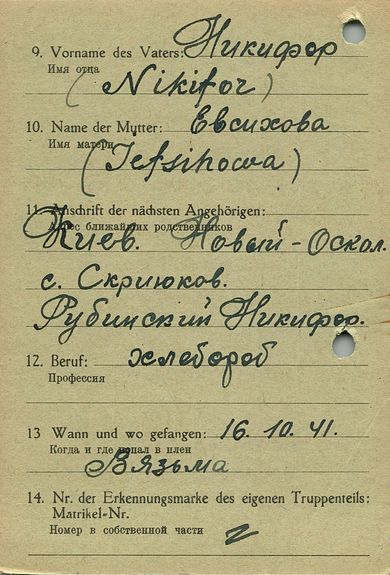 9. Vorname des Vaters: Никифор
Имя отца
(Nikifor)
10. Name der Mutter: Евсихова
Имя матери
(Iefsihowa)
11. Anschrift der nächsten Angehörigen:
Адрес ближайших родственников
Киев. Новый-Оскол.
с. Скриюков.
Рубинский Никифор.
12. Beruf: хлебороб
Профессия
13 Wann und wo gefangen: 16. 10. 41.
Когда и где попал в плен
Вязьма
14. Nr. der Erkennungsmarke des eigenen Truppenteils:
Matrikel-Nr.
Номер в собственной части